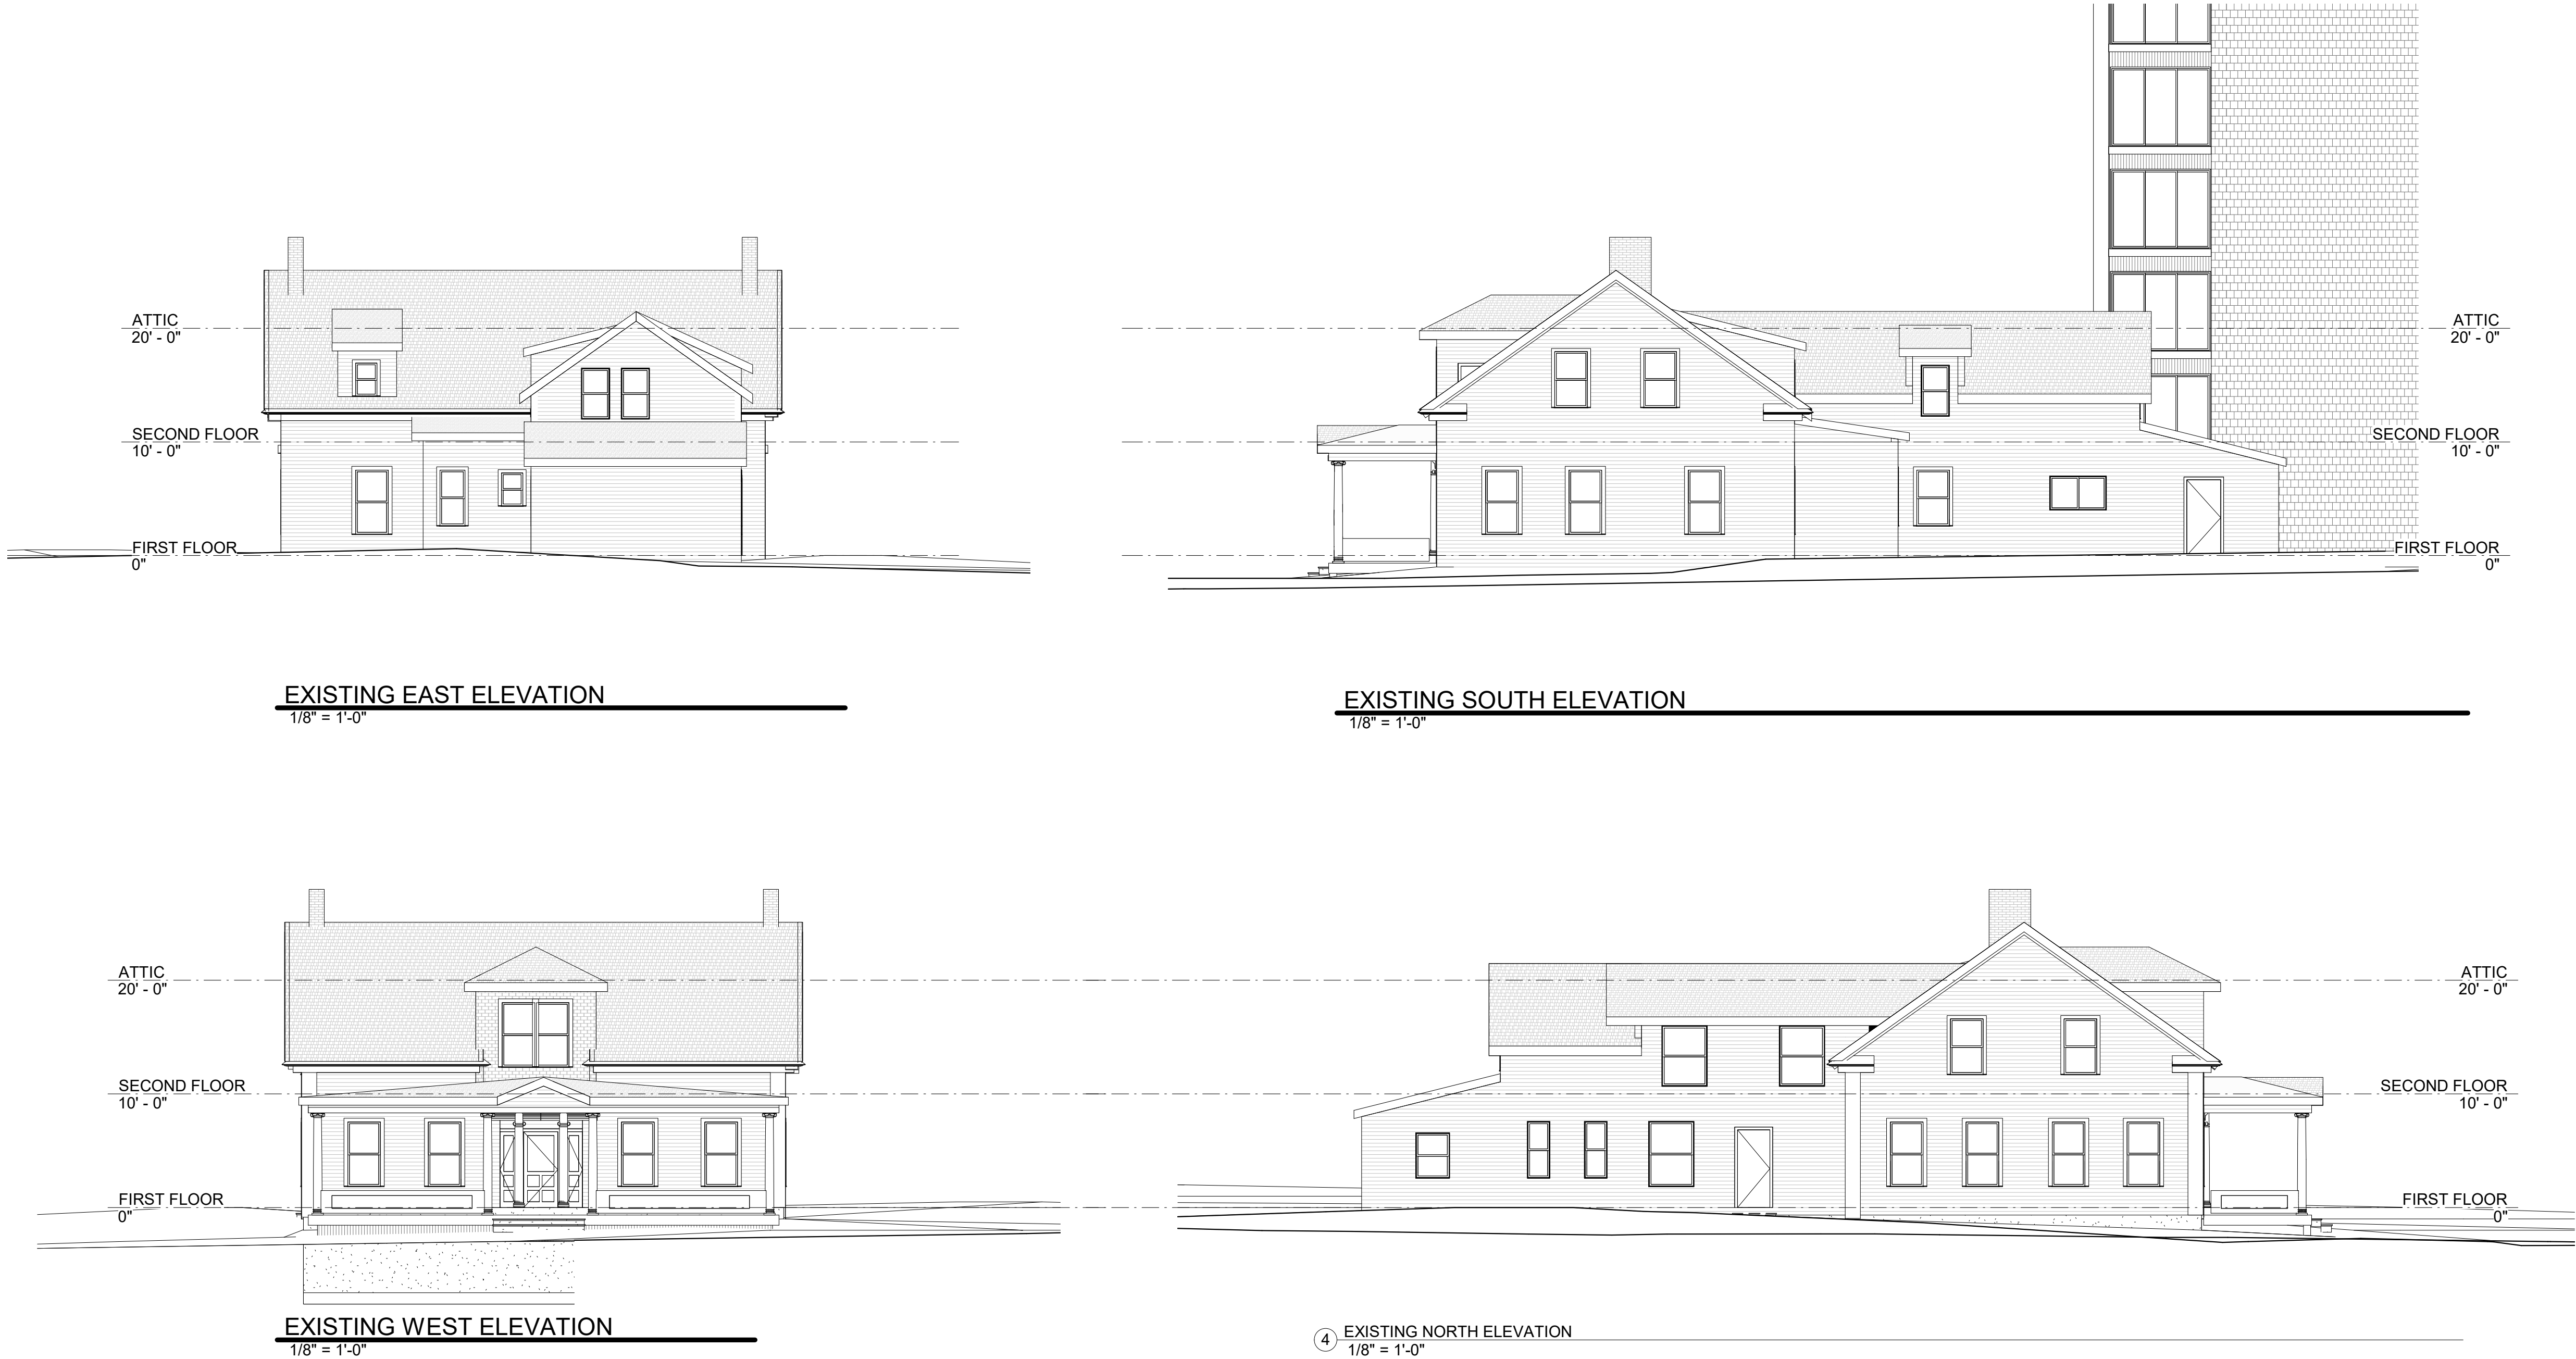 ATTIC
20' - 0"
SECOND FLOOR
10' - 0"
FIRST FLOOR
0"
EXISTING EAST ELEVATION
1/8" = 1'-0"
ATTIC
20' - 0"
SECOND FLOOR
10' - 0"
FIRST FLOOR
0"
EXISTING SOUTH ELEVATION
1/8" = 1'-0"
ATTIC
20' - 0"
SECOND FLOOR
10' - 0"
FIRST FLOOR
0"
EXISTING WEST ELEVATION
1/8" = 1'-0"
ATTIC
20' - 0"
SECOND FLOOR
10' - 0"
FIRST FLOOR
0"
4 EXISTING NORTH ELEVATION
1/8" = 1'-0"